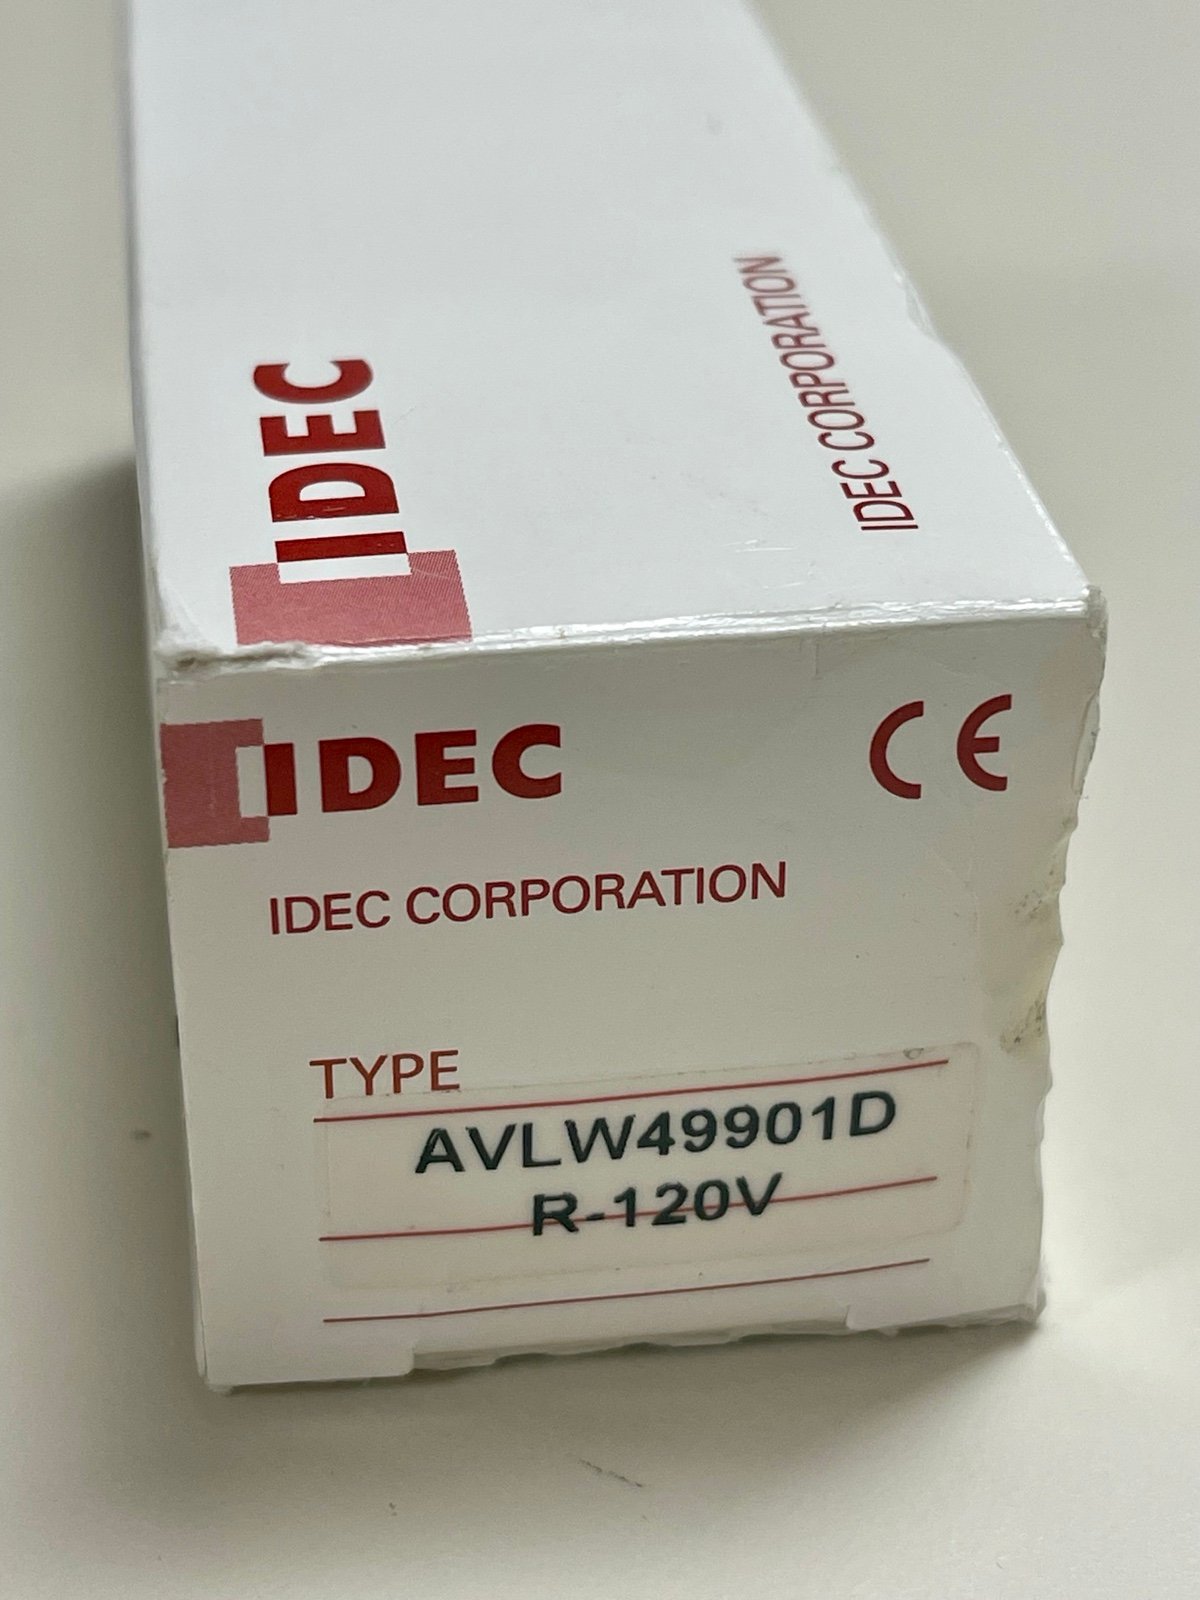 IDEC
IDEC CORPORATION
IDEC
CE
IDEC CORPORATION
TYPE
AVLW49901D
R-120V